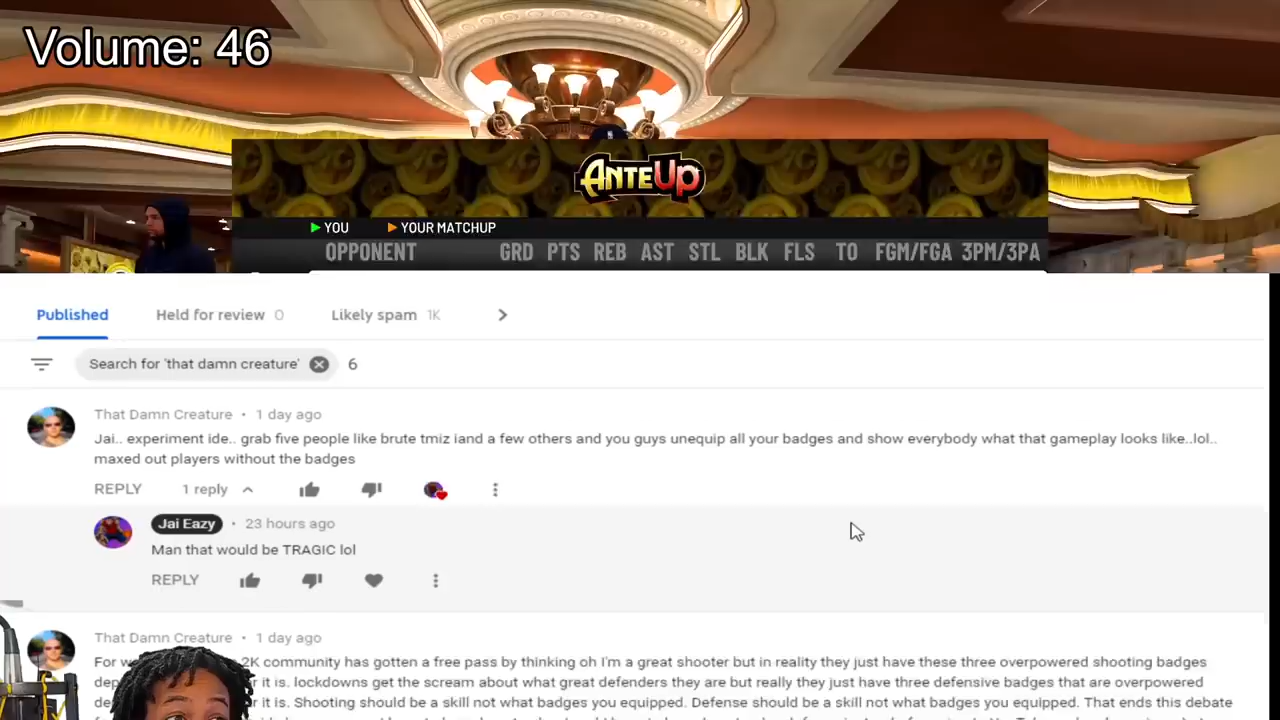 Volume: 46
ANTEUP
YOU YOUR MATCHUP
OPPONENT GRD PTS REB AST STL BLK FLS TO FGM/FGA 3PM/3PA
Published Held for review 0 Likely spam 1K
Search for 'that damn creature' 6
That Damn Creature • 1 day ago
Jai.. experiment ide.. grab five people like brute tmiz iand a few others and you guys unequip all your badges and show everybody what that gameplay looks like..lol..
maxed out players without the badges
REPLY 1 reply
Jai Eazy • 23 hours ago
Man that would be TRAGIC lol
REPLY
That Damn Creature • 1 day ago
For 2K community has gotten a free pass by thinking oh I'm a great shooter but in reality they just have these three overpowered shooting badges
it is. lockdowns get the scream about what great defenders they are but really they just have three defensive badges that are overpowered
it is. Shooting should be a skill not what badges you equipped. Defense should be a skill not what badges you equipped. That ends this debate